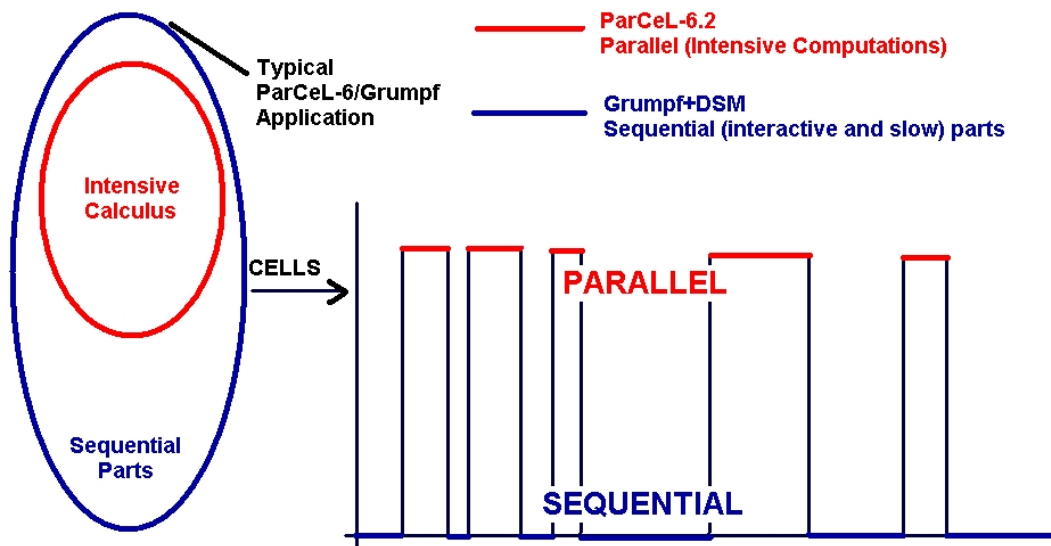 ParCeL-6.2
Parallel (Intensive Computations)
Typical
ParCeL-6/Grumpf
Application
Grumpf+DSM
Sequential (interactive and slow) parts
Intensive
Calculus
CELLS
PARALLEL
Sequential
Parts
SEQUENTIAL